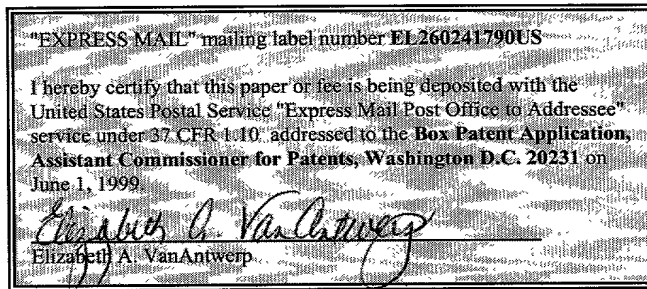 "EXPRESS MAIL" mailing label number EL260241790US
I hereby certify that this paper or fee is being deposited with the
United States Postal Service "Express Mail Post Office to Addressee"
service under 37 CFR 1.10, addressed to the Box Patent Application,
Assistant Commissioner for Patents, Washington D.C. 20231 on
June 1, 1999.
Elizabeth A. VanAntwerp
Elizabeth A. VanAntwerp